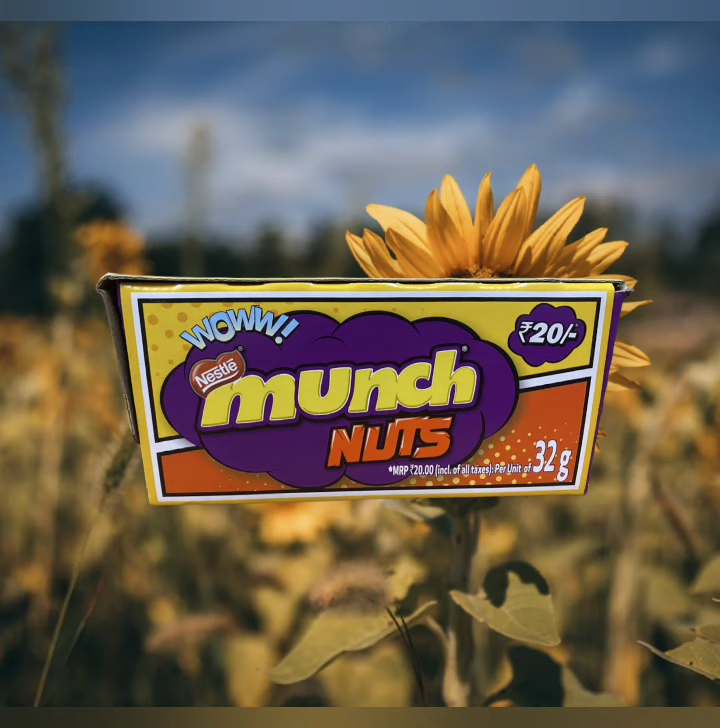 WOWW!
₹20/-*
Nestlé
munch
NUTS
*MRP ₹20.00 (incl. of all taxes): Per Unit of 32g